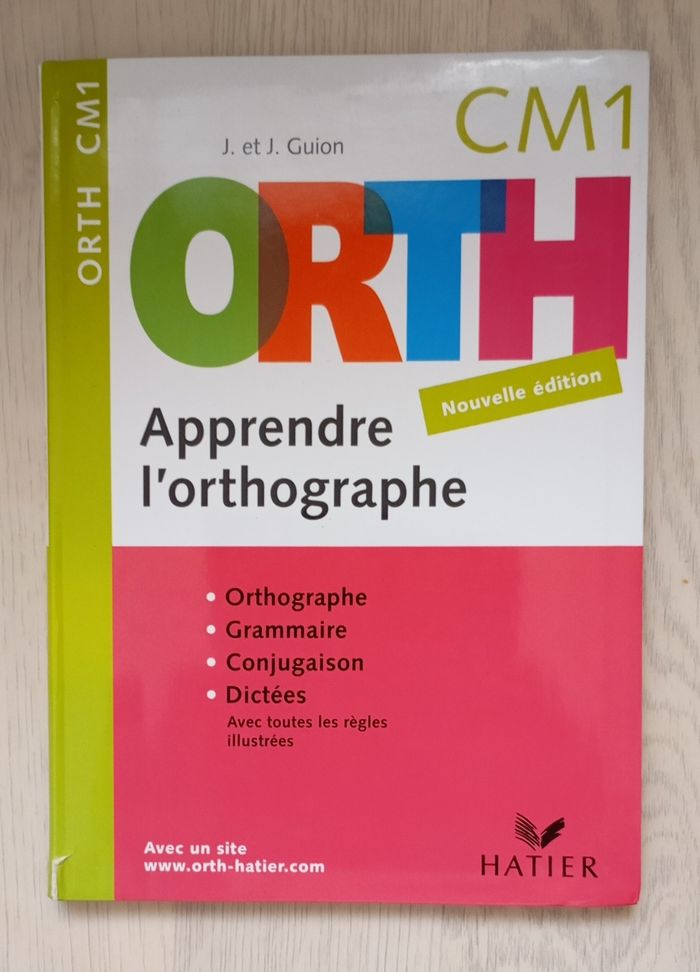 ORTH CM1
CM1
J. et J. Guion
ORTH
Nouvelle édition
Apprendre
l'orthographe
• Orthographe
• Grammaire
• Conjugaison
• Dictées
Avec toutes les règles
illustrées
Avec un site
www.orth-hatier.com
HATIER